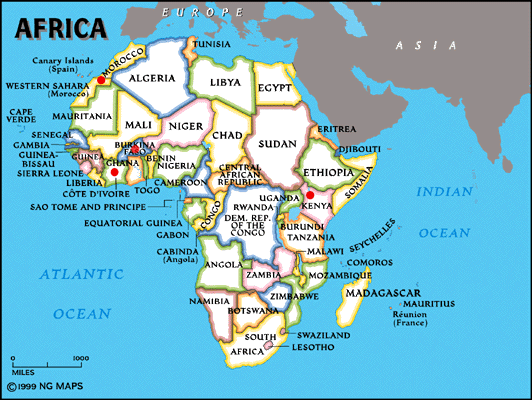 AFRICA
EUROPE
ASIA
Canary Islands
(Spain)
MOROCCO
TUNISIA
ALGERIA
LIBYA
EGYPT
WESTERN SAHARA
(Morocco)
CAPE
VERDE
MAURITANIA
MALI
NIGER
CHAD
SUDAN
ERITREA
DJIBOUTI
SENEGAL
GAMBIA
GUINEA-
BISSAU
GUINEA
SIERRA LEONE
LIBERIA
CÔTE D'IVOIRE
BURKINA
FASO
GHANA
TOGO
BENIN
NIGERIA
CAMEROON
CENTRAL
AFRICAN
REPUBLIC
ETHIOPIA
SOMALIA
SAO TOME AND PRINCIPE
EQUATORIAL GUINEA
GABON
CONGO
UGANDA
KENYA
RWANDA
DEM. REP.
OF THE
CONGO
BURUNDI
TANZANIA
INDIAN
OCEAN
CABINDA
(Angola)
SEYCHELLES
COMOROS
MALAWI
ANGOLA
ZAMBIA
MOZAMBIQUE
MADAGASCAR
MAURITIUS
Réunion
(France)
ZIMBABWE
NAMIBIA
BOTSWANA
SWAZILAND
LESOTHO
SOUTH
AFRICA
ATLANTIC
OCEAN
0 1000
MILES
©1999 NG MAPS